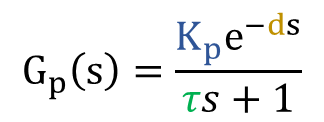 Gₚ(s) = Kₚe⁻ᵈˢ / τs + 1